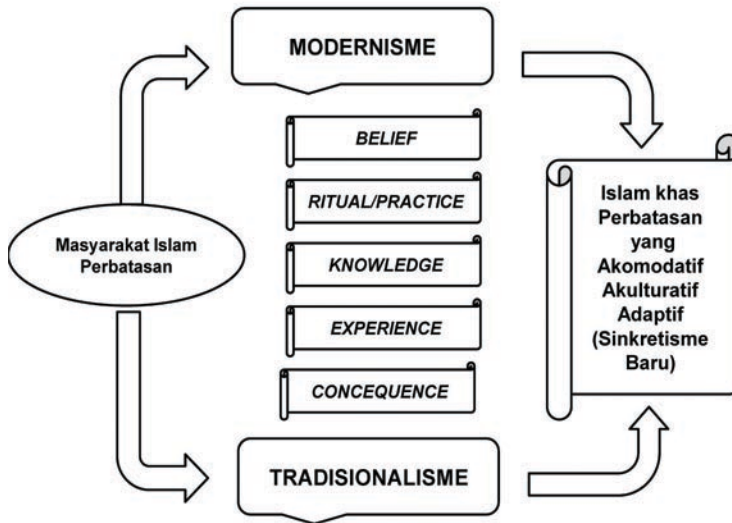 MODERNISME
BELIEF
RITUAL/PRACTICE
KNOWLEDGE
EXPERIENCE
CONCEQUENCE
TRADISIONALISME
Masyarakat Islam
Perbatasan
Islam khas
Perbatasan
yang
Akomodatif
Akulturatif
Adaptif
(Sinkretisme
Baru)